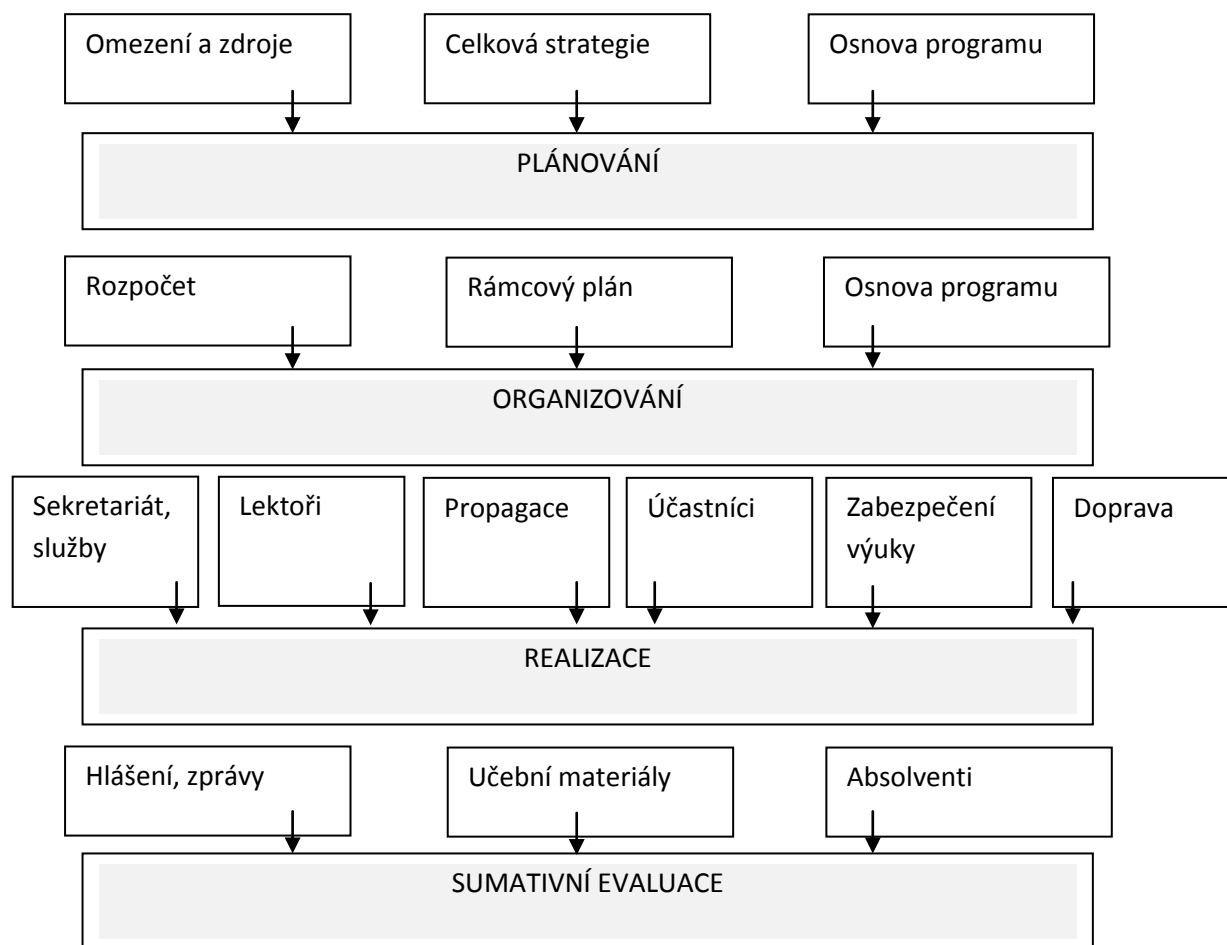 Omezení a zdroje
Celková strategie
Osnova programu
PLÁNOVÁNÍ
Rozpočet
Rámcový plán
Osnova programu
ORGANIZOVÁNÍ
Sekretariát,
služby
Lektoři
Propagace
Účastníci
Zabezpečení
výuky
Doprava
REALIZACE
Hlášení, zprávy
Učební materiály
Absolventi
SUMATIVNÍ EVALUACE